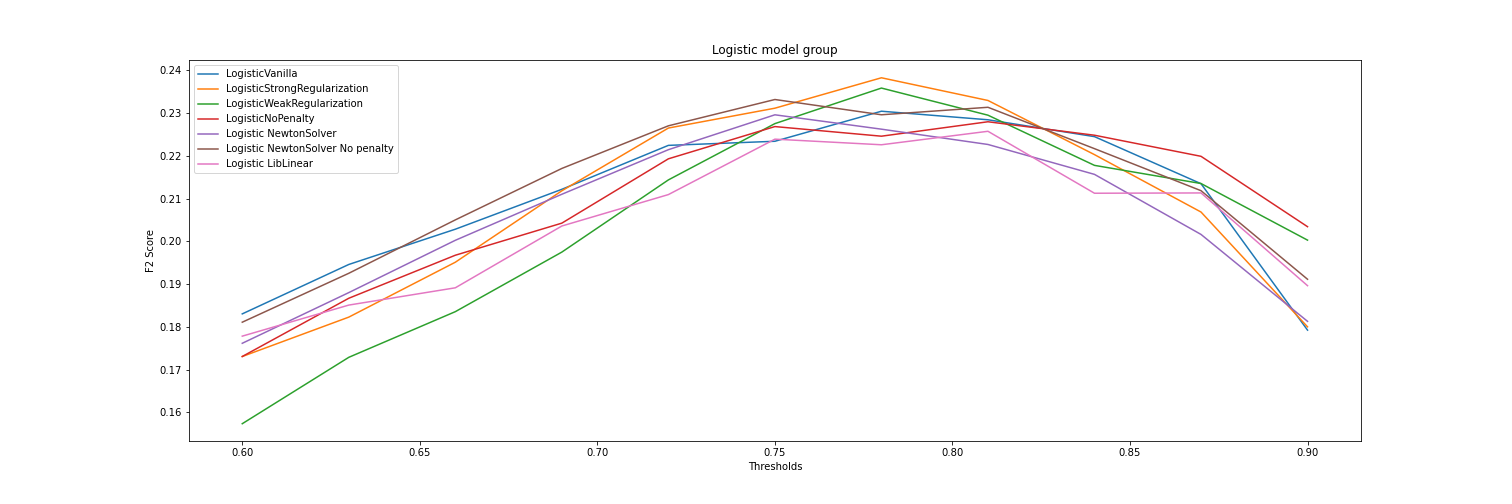 Logistic model group
LogisticVanilla
LogisticStrongRegularization
LogisticWeakRegularization
LogisticNoPenalty
Logistic NewtonSolver
Logistic NewtonSolver No penalty
Logistic LibLinear
F2 Score
0.24
0.23
0.22
0.21
0.20
0.19
0.18
0.17
0.16
0.60 0.65 0.70 0.75 0.80 0.85 0.90
Thresholds